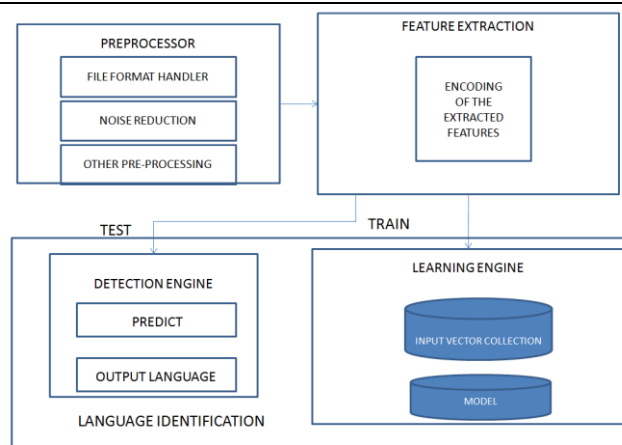 PREPROCESSOR
FILE FORMAT HANDLER
NOISE REDUCTION
OTHER PRE-PROCESSING
FEATURE EXTRACTION
ENCODING
OF THE
EXTRACTED
FEATURES
TEST
TRAIN
DETECTION ENGINE
PREDICT
OUTPUT LANGUAGE
LANGUAGE IDENTIFICATION
LEARNING ENGINE
INPUT VECTOR COLLECTION
MODEL